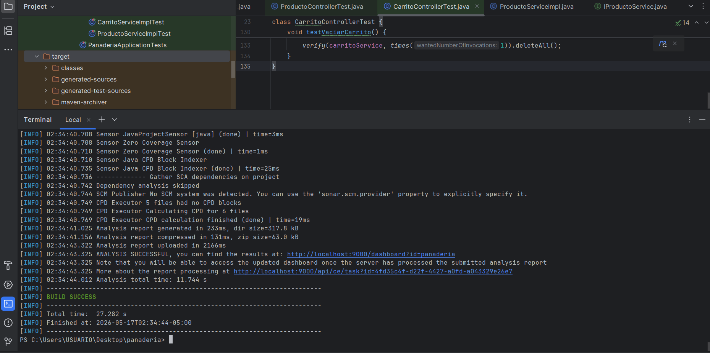 Project
CarritoServiceImplTest
ProductoServiceImplTest
PanaderiaApplicationTests
target
classes
generated-sources
generated-test-sources
maven-archiver
java
ProductoControllerTest.java
CarritoControllerTest.java
ProductoServiceImpl.java
IProductoService.java
class CarritoControllerTest {
void testVaciarCarrito() {
14
133 verify(carritoService, times( wantedNumberOfInvocations: 1)).deleteAll();
134 }
135 }
Terminal Local
[INFO] 02:34:40.708 Sensor JavaProjectSensor [java] (done) | time=3ms
[INFO] 02:34:40.708 Sensor Zero Coverage Sensor
[INFO] 02:34:40.710 Sensor Zero Coverage Sensor (done) | time=1ms
[INFO] 02:34:40.710 Sensor Java CPD Block Indexer
[INFO] 02:34:40.735 Sensor Java CPD Block Indexer (done) | time=25ms
[INFO] 02:34:40.736 ------------- Gather SCA dependencies on project
[INFO] 02:34:40.742 Dependency analysis skipped
[INFO] 02:34:40.744 SCM Publisher No SCM system was detected. You can use the 'sonar.scm.provider' property to explicitly specify it.
[INFO] 02:34:40.749 CPD Executor 5 files had no CPD blocks
[INFO] 02:34:40.749 CPD Executor Calculating CPD for 6 files
[INFO] 02:34:40.769 CPD Executor CPD calculation finished (done) | time=19ms
[INFO] 02:34:41.025 Analysis report generated in 233ms, dir size=317.8 kB
[INFO] 02:34:41.156 Analysis report compressed in 131ms, zip size=63.0 kB
[INFO] 02:34:43.322 Analysis report uploaded in 2166ms
[INFO] 02:34:43.325 ANALYSIS SUCCESSFUL, you can find the results at: http://localhost:9000/dashboard?id=panaderia
[INFO] 02:34:43.325 Note that you will be able to access the updated dashboard once the server has processed the submitted analysis report
[INFO] 02:34:43.325 More about the report processing at
[INFO] 02:34:44.012 Analysis total time: 11.744 s
[INFO] ------------------------------------------------------------------------
[INFO] BUILD SUCCESS
[INFO] ------------------------------------------------------------------------
[INFO] Total time:  27.282 s
[INFO] Finished at: 2026-05-17T02:34:44-05:00
[INFO] ------------------------------------------------------------------------
PS C:\Users\USUARIO\Desktop\panaderia>